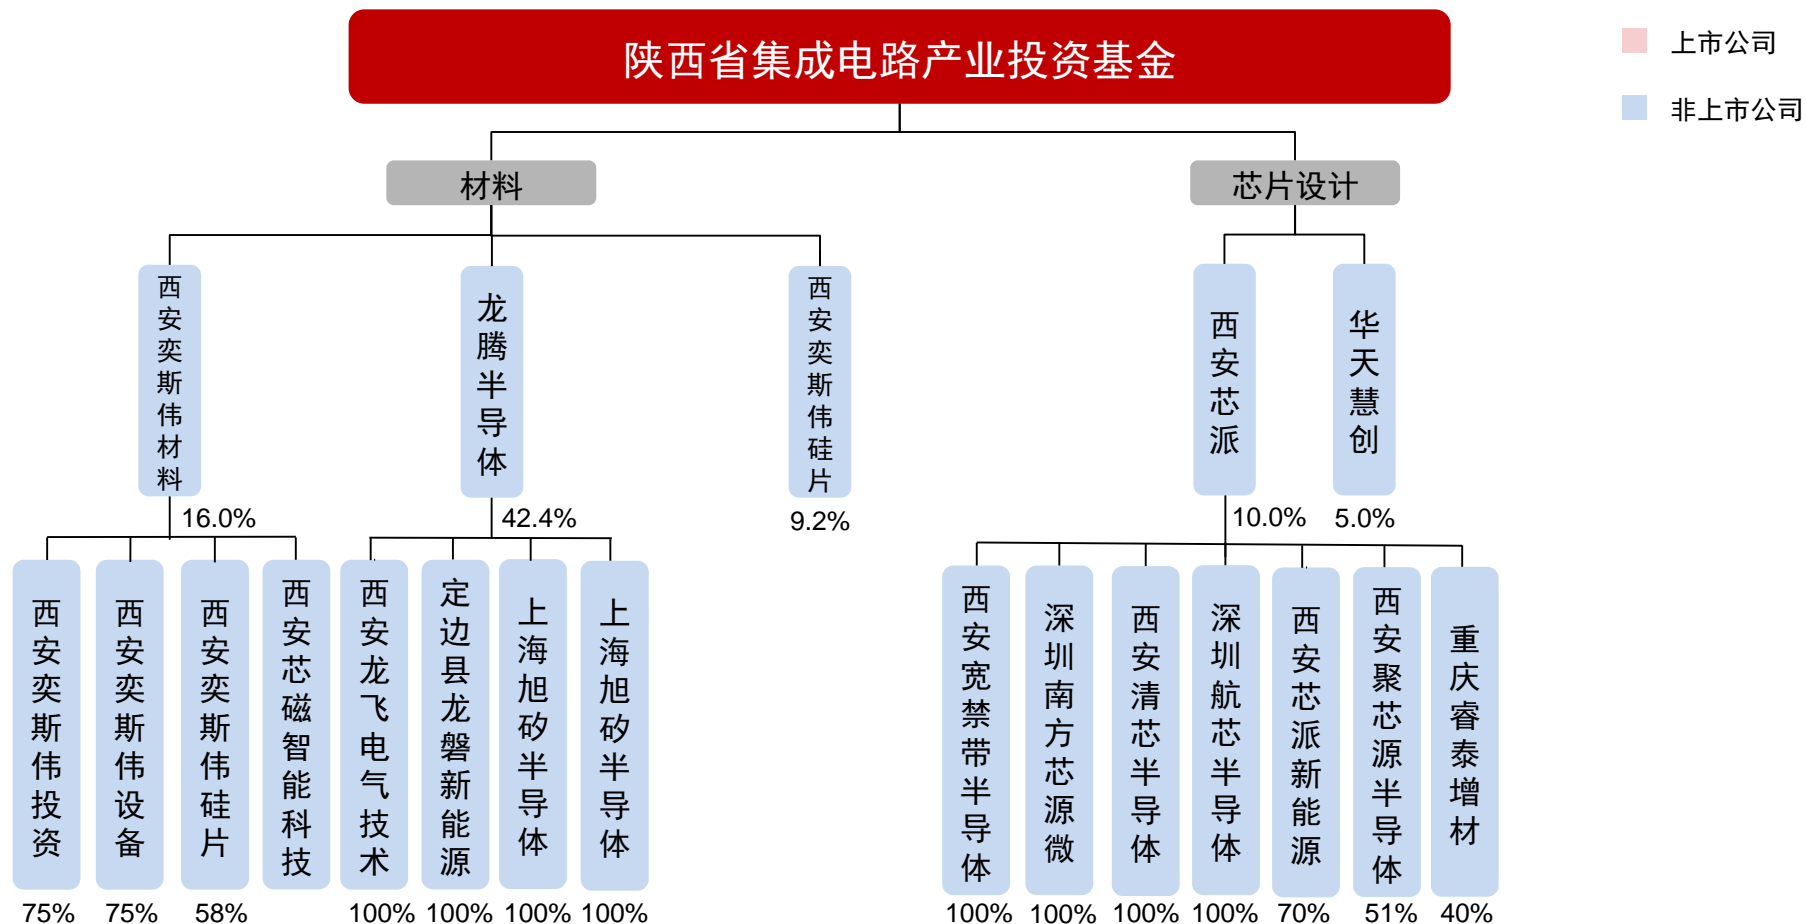 陕西省集成电路产业投资基金
上市公司
非上市公司
材料
芯片设计
西安奕斯伟材料
龙腾半导体
西安奕斯伟硅片
西安芯派
华天慧创
16.0%
42.4%
9.2%
10.0%
5.0%
西安奕斯伟投资
西安奕斯伟设备
西安奕斯伟硅片
西安芯磁智能科技
西安龙飞电气技术
定边县龙磐新能源
上海旭矽半导体
上海旭矽半导体
西安宽禁带半导体
深圳南方芯源微
西安清芯半导体
深圳航芯半导体
西安芯派新能源
西安聚芯源半导体
重庆睿泰增材
75%
75%
58%
100%
100%
100%
100%
100%
100%
100%
100%
70%
51%
40%